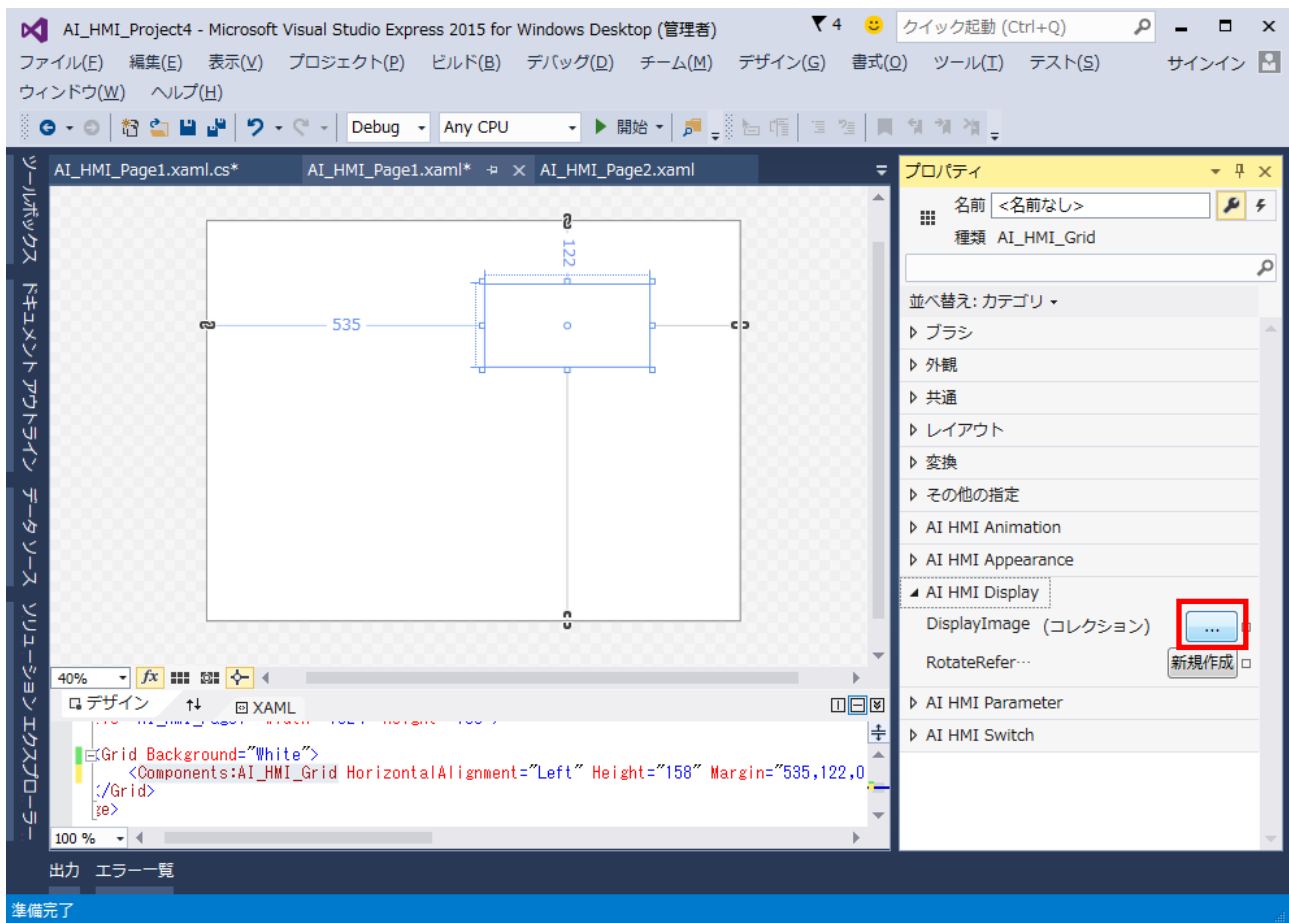 AI_HMI_Project4 - Microsoft Visual Studio Express 2015 for Windows Desktop (管理者)
4
クイック起動 (Ctrl+Q)
ファイル(F) 編集(E) 表示(V) プロジェクト(P) ビルド(B) デバッグ(D) チーム(M) デザイン(G) 書式(O) ツール(T) テスト(S) サインイン
ウィンドウ(W) ヘルプ(H)
Debug Any CPU 開始
ツールボックス
ドキュメント アウトライン
データ ソース
ソリューション エクスプローラー
AI_HMI_Page1.xaml.cs* AI_HMI_Page1.xaml* AI_HMI_Page2.xaml
122
535
40% fx
デザイン XAML
<Grid Background="White">
<Components:AI_HMI_Grid HorizontalAlignment="Left" Height="158" Margin="535,122,0
</Grid>
ge>
100 %
プロパティ
名前 <名前なし>
種類 AI_HMI_Grid
並べ替え: カテゴリ
ブラシ
外観
共通
レイアウト
変換
その他の指定
AI HMI Animation
AI HMI Appearance
AI HMI Display
DisplayImage (コレクション) ...
RotateRefer… 新規作成
AI HMI Parameter
AI HMI Switch
出力 エラー一覧
準備完了